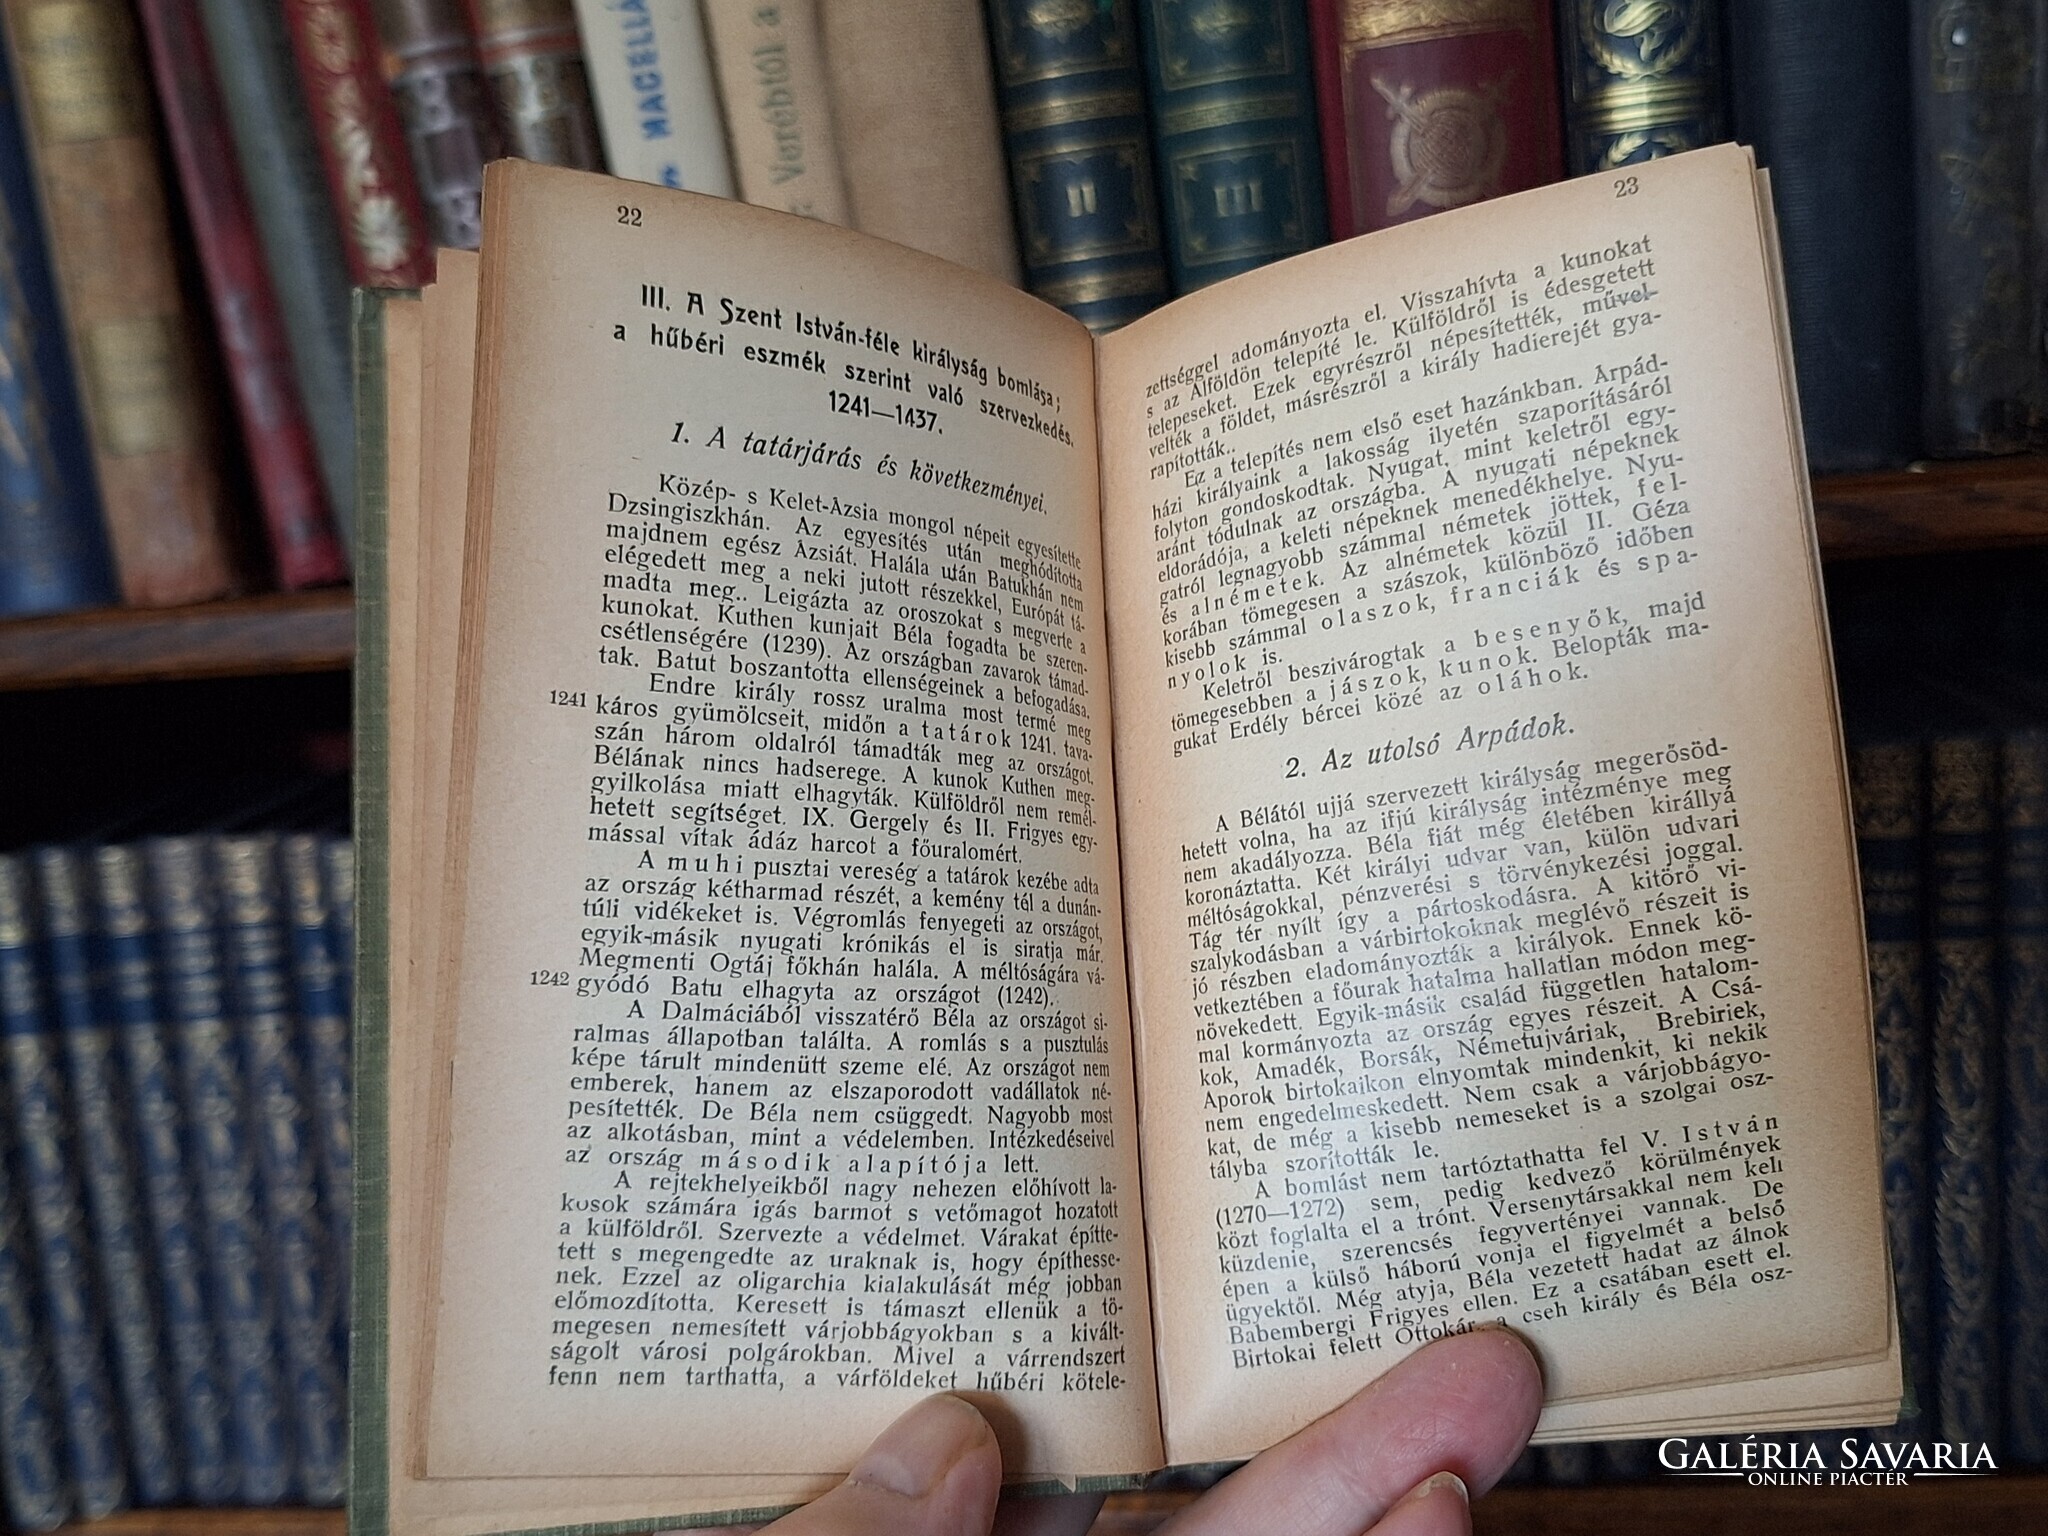 MAGELLÁ
Verébtől a
II
III
22
III. A Szent István-féle királyság bomlása;
a hűbéri eszmék szerint való szervezkedés.
1241—1437.
1. A tatárjárás és következményei.
Közép- s Kelet-Ázsia mongol népeit egyesítette
Dzsingiszkhán. Az egyesítés után meghódította
majdnem egész Ázsiát. Halála után Batukhán nem
elégedett meg a neki jutott részekkel, Európát tá-
madta meg.. Leigázta az oroszokat s megverte a
kunokat. Kuthen kunjait Béla fogadta be szeren-
csétlenségére (1239). Az országban zavarok támad-
tak. Batut boszantotta ellenségeinek a befogadása.
Endre király rossz uralma most termé meg
1241 káros gyümölcseit, midőn a tatárok 1241. tava-
szán három oldalról támadták meg az országot.
Bélának nincs hadserege. A kunok Kuthen meg-
gyilkolása miatt elhagyták. Külföldről nem remél-
hetett segítséget. IX. Gergely és II. Frigyes egy-
mással vítak ádáz harcot a főuralomért.
A muhi pusztai vereség a tatárok kezébe adta
az ország kétharmad részét, a kemény tél a dunán-
túli vidékeket is. Végromlás fenyegeti az országot,
egyik-másik nyugati krónikás el is siratja már.
Megmenti Ogtáj főkhán halála. A méltóságára vá-
1242 gyódó Batu elhagyta az országot (1242).
A Dalmáciából visszatérő Béla az országot si-
ralmas állapotban találta. A romlás s a pusztulás
képe tárult mindenütt szeme elé. Az országot nem
emberek, hanem az elszaporodott vadállatok né-
pesítették. De Béla nem csüggedt. Nagyobb most
az alkotásban, mint a védelemben. Intézkedéseivel
az ország második alapítója lett.
A rejtekhelyeikből nagy nehezen előhívott la-
kosok számára igás barmot s vetőmagot hozatott
a külföldről. Szervezte a védelmet. Várakat építte-
tett s megengedte az uraknak is, hogy építhesse-
nek. Ezzel az oligarchia kialakulását még jobban
előmozdította. Keresett is támaszt ellenük a tö-
megesen nemesített várjobbágyokban s a kivált-
ságolt városi polgárokban. Mivel a várrendszert
fenn nem tarthatta, a várföldeket hűbéri kötele-
23
zettséggel adományozta el. Visszahívta a kunokat
s az Alföldön telepíté le. Külföldről is édesgetett
telepeseket. Ezek egyrészről népesítették, művel-
velték a földet, másrészről a király hadierejét gya-
rapították..
Ez a telepítés nem első eset hazánkban. Árpád-
házi királyaink a lakosság ilyetén szaporításáról
folyton gondoskodtak. Nyugat, mint keletről egy-
aránt tódulnak az országba. A nyugati népeknek
eldorádója, a keleti népeknek menedékhelye. Nyu-
gatról legnagyobb számmal németek jöttek, fel-
és alnémetek. Az alnémetek közül II. Géza
korában tömegesen a szászok, különböző időben
kisebb számmal olaszok, franciák és spa-
nyolok is.
Keletről beszivárogtak a besenyők, majd
tömegesebben a jászok, kunok. Belopták ma-
gukat Erdély bércei közé az oláhok.
2. Az utolsó Árpádok.
A Bélától ujjá szervezett királyság megerősöd-
hetett volna, ha az ifjú királyság intézménye meg
nem akadályozza. Béla fiát még életében királlyá
koronáztatta. Két királyi udvar van, külön udvari
méltóságokkal, pénzverési s törvénykezési joggal.
Tág tér nyílt így a pártoskodásra. A kitörő vi-
szalykodásban a várbirtokoknak meglévő részeit is
jó részben eladományozták a királyok. Ennek kö-
vetkeztében a főurak hatalma hallatlan módon meg-
növekedett. Egyik-másik család független hatalom-
mal kormányozta az ország egyes részeit. A Csá-
kok, Amadék, Borsák, Németujváriak, Brebiriek,
Aporok birtokaikon elnyomtak mindenkit, ki nekik
nem engedelmeskedett. Nem csak a várjobbágyo-
kat, de még a kisebb nemeseket is a szolgai osz-
tályba szorították le.
A bomlást nem tartóztathatta fel V. István
(1270—1272) sem, pedig kedvező körülmények
közt foglalta el a trónt. Versenytársakkal nem kell
küzdenie, szerencsés fegyvertényei vannak. De
épen a külső háború vonja el figyelmét a belső
ügyektől. Még atyja, Béla vezetett hadat az álnok
Babembergi Frigyes ellen. Ez a csatában esett el.
Birtokai felett Ottokár, a cseh király és Béla osz-
GALÉRIA SAVARIA
ONLINE PIACTÉR